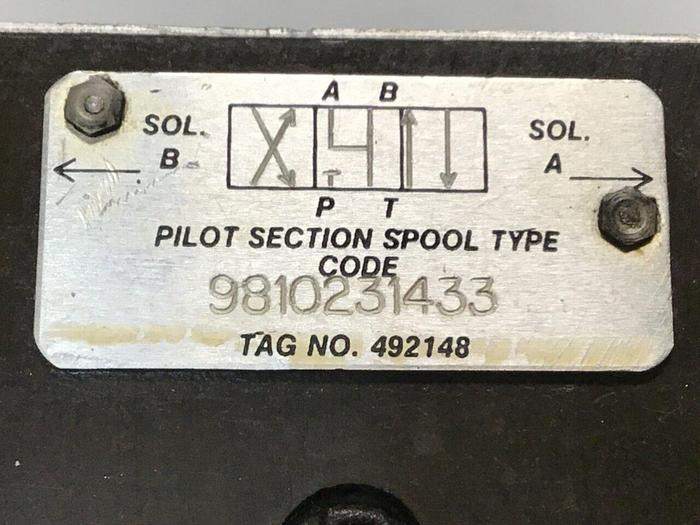 A B
SOL. B
SOL. A
P T
PILOT SECTION SPOOL TYPE
CODE
9810231433
TAG NO. 492148